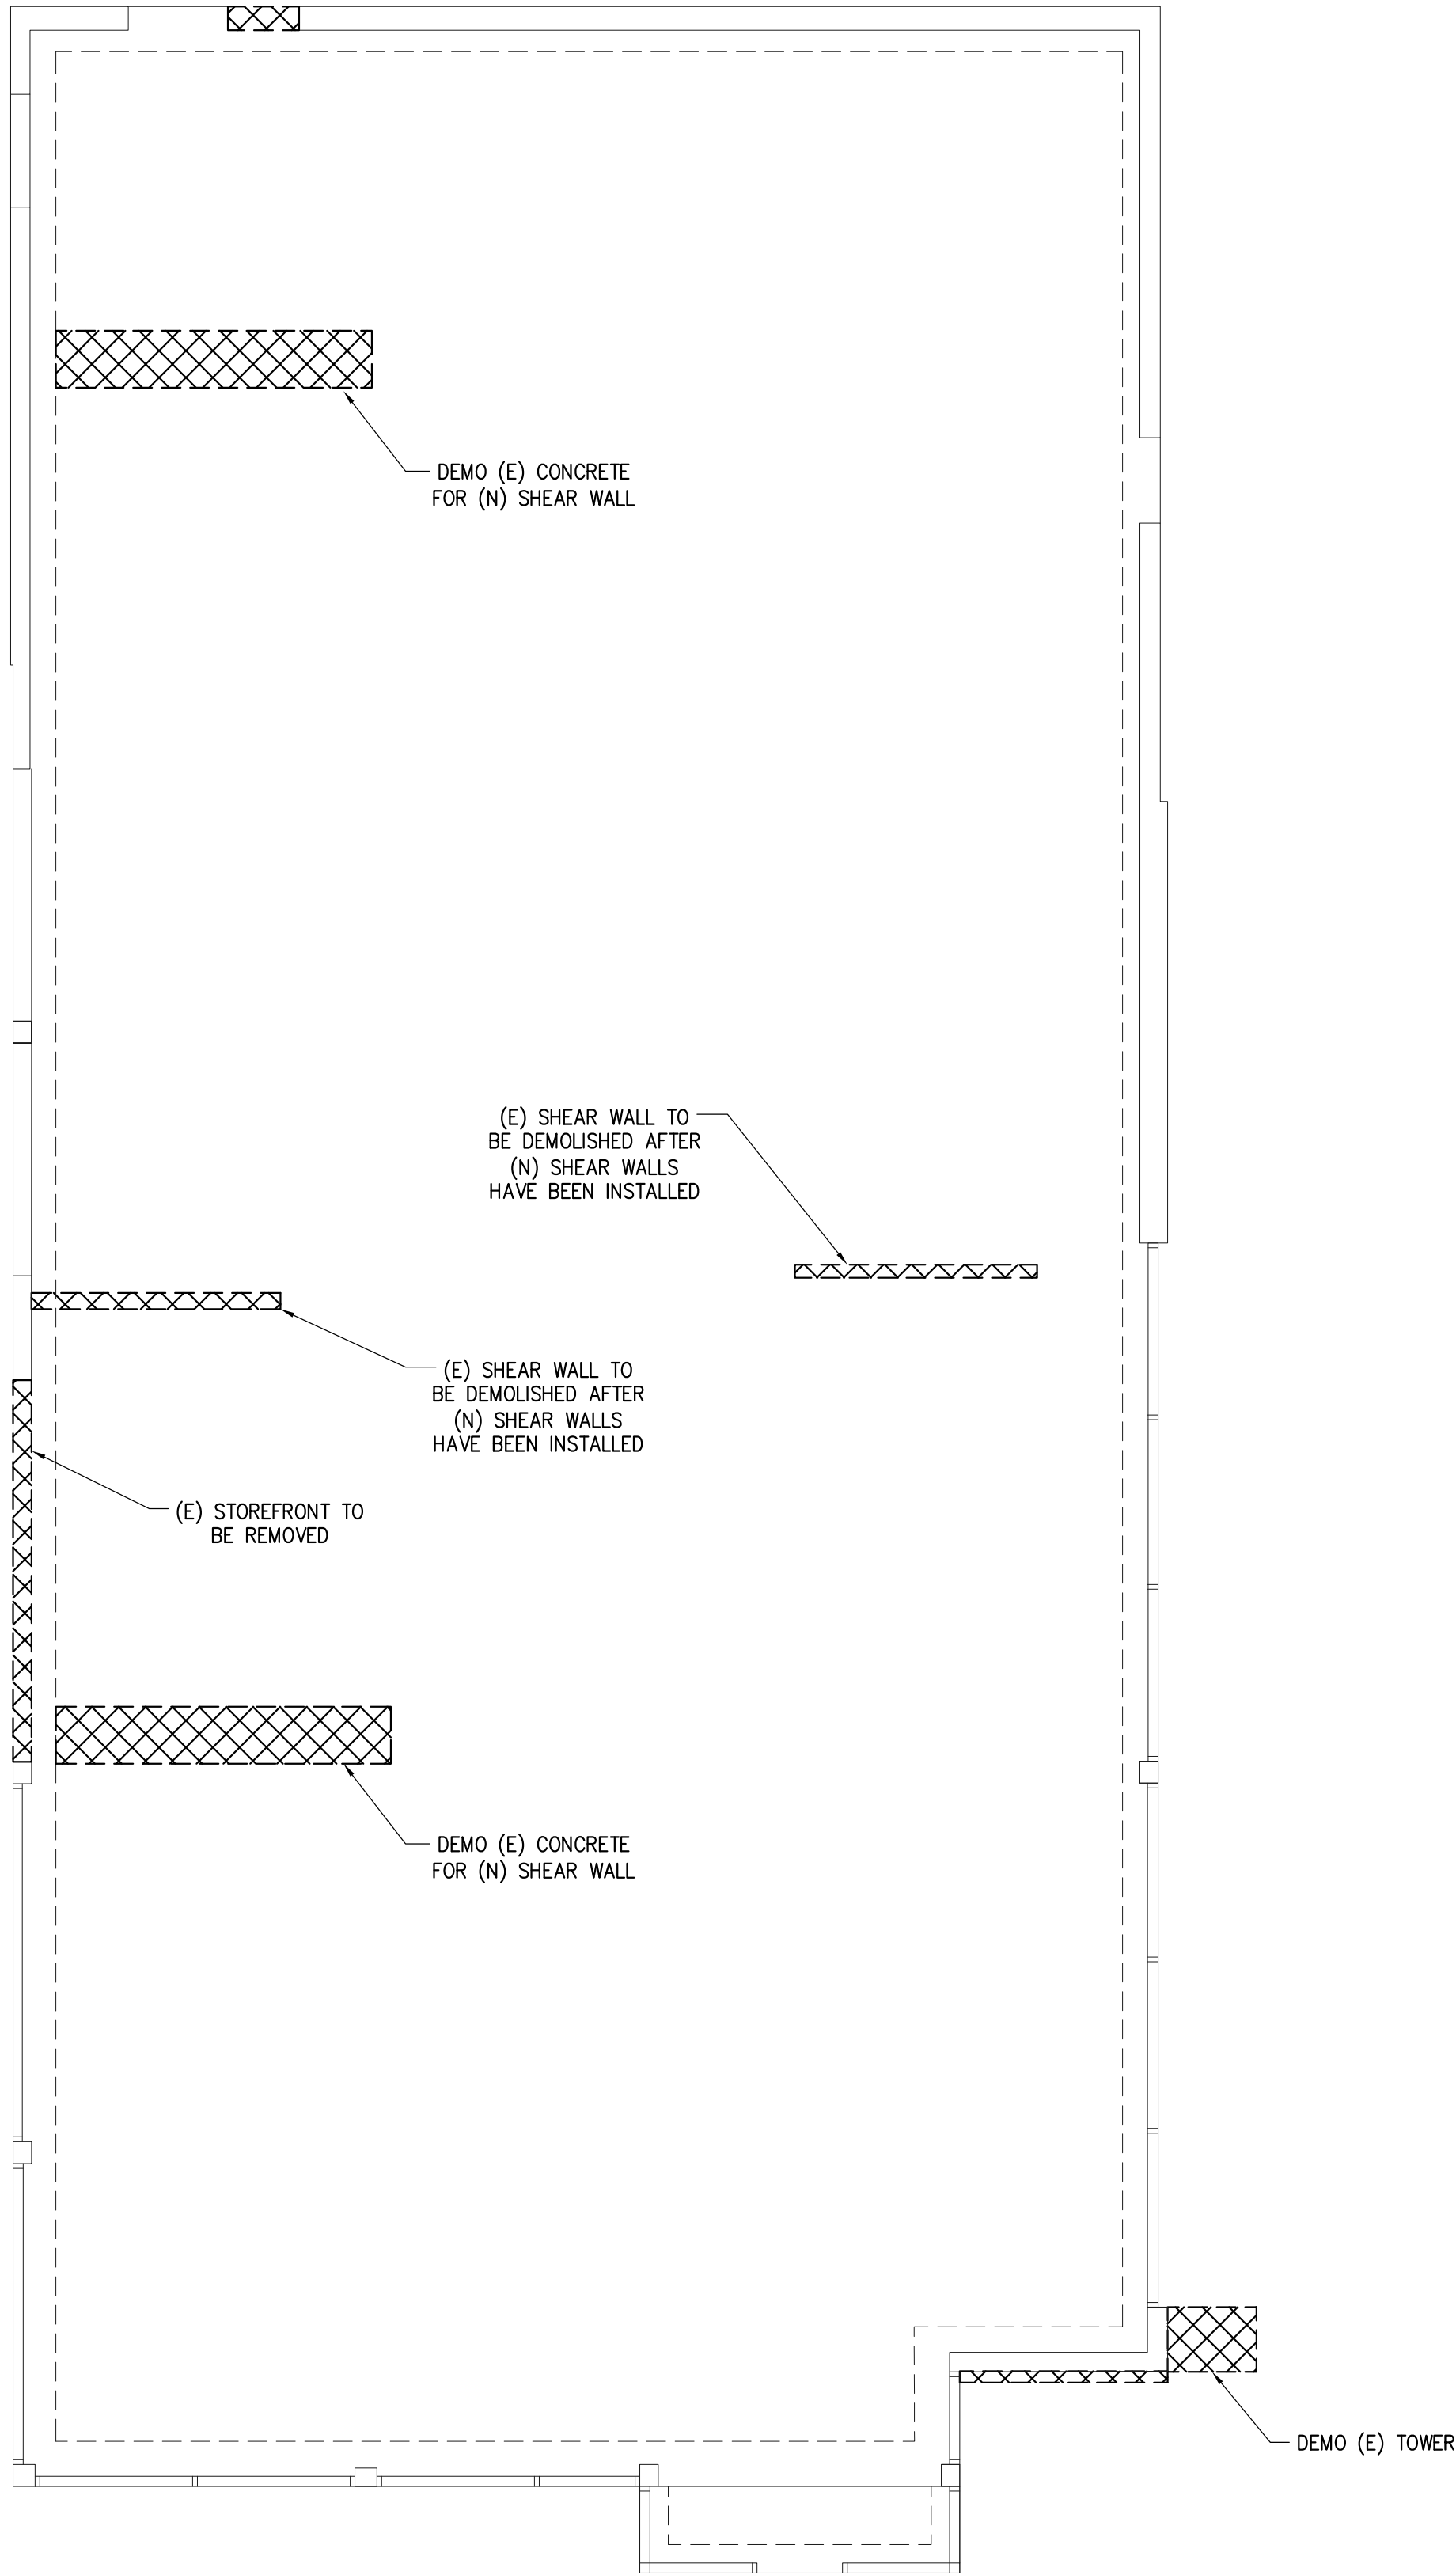 DEMO (E) CONCRETE
FOR (N) SHEAR WALL
(E) SHEAR WALL TO
BE DEMOLISHED AFTER
(N) SHEAR WALLS
HAVE BEEN INSTALLED
(E) SHEAR WALL TO
BE DEMOLISHED AFTER
(N) SHEAR WALLS
HAVE BEEN INSTALLED
(E) STOREFRONT TO
BE REMOVED
DEMO (E) CONCRETE
FOR (N) SHEAR WALL
DEMO (E) TOWER